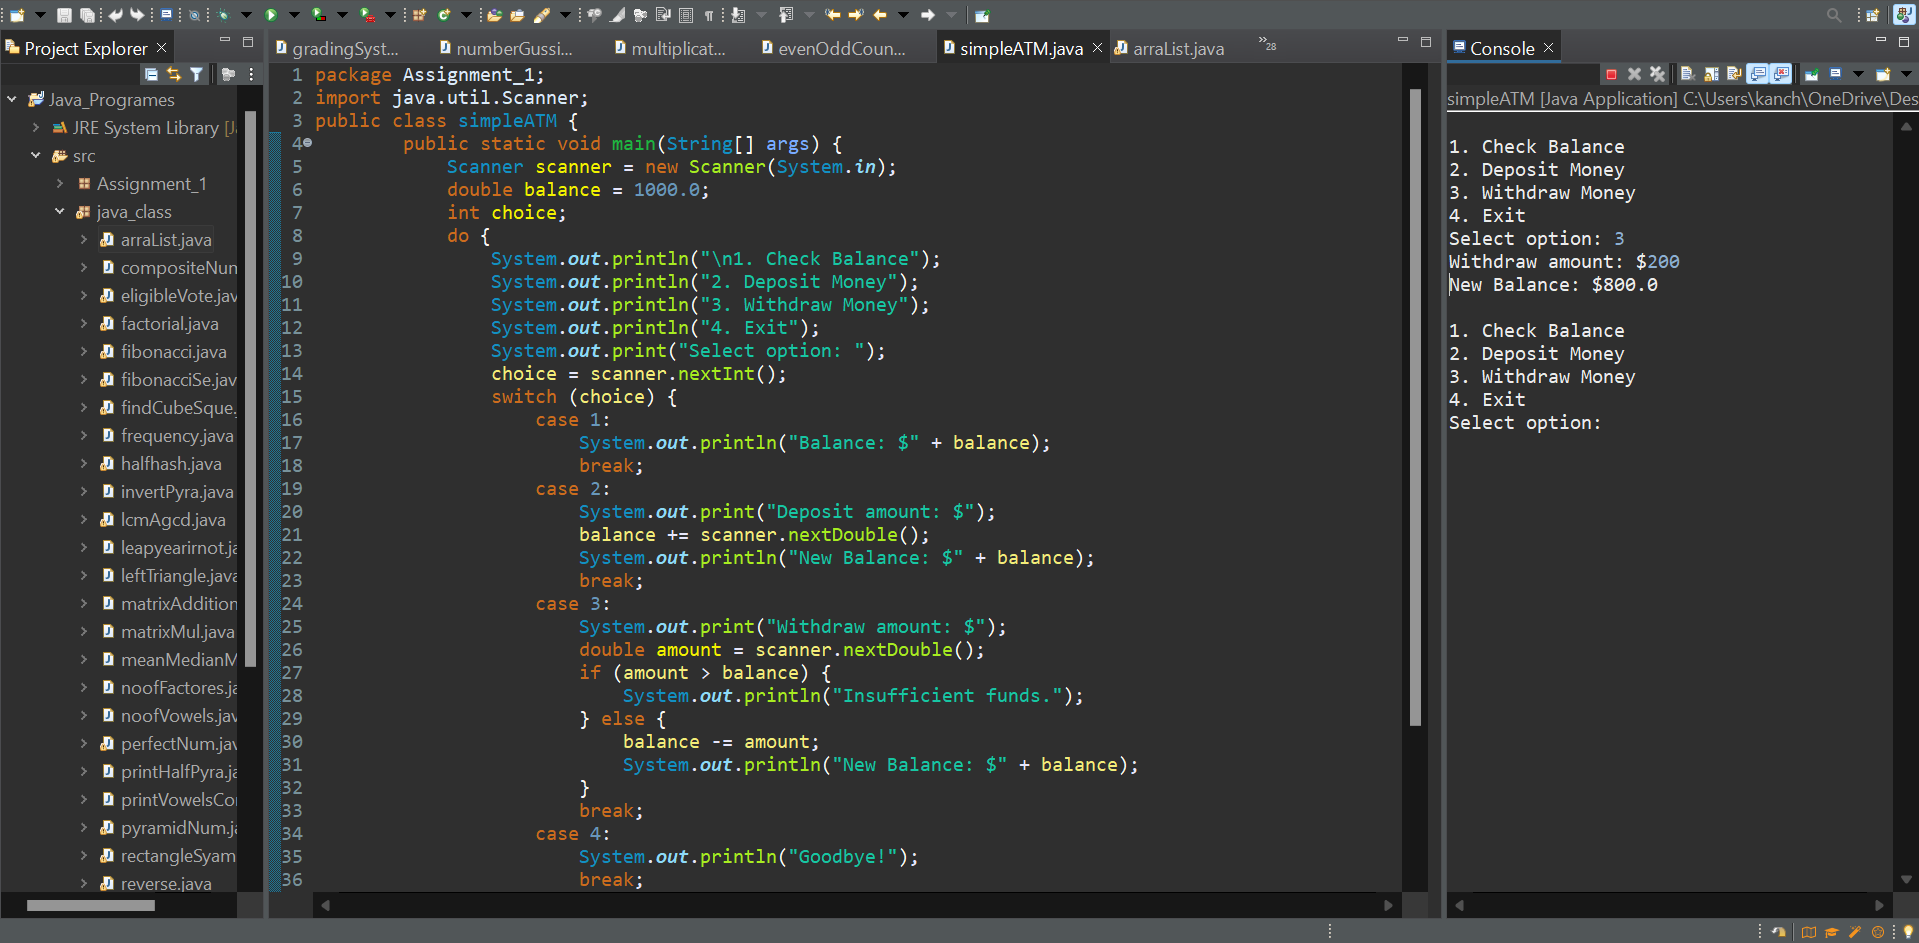 Project Explorer
Java_Programes
JRE System Library [J
src
Assignment_1
java_class
arraList.java
compositeNum
eligibleVote.jav
factorial.java
fibonacci.java
fibonacciSe.jav
findCubeSque.
frequency.java
halfhash.java
invertPyra.java
lcmAgcd.java
leapyearirnot.ja
leftTriangle.java
matrixAddition
matrixMul.java
meanMedianM
noofFactores.ja
noofVowels.jav
perfectNum.jav
printHalfPyra.ja
printVowelsCo
pyramidNum.ja
rectangleSyam
reverse.java
gradingSyst... numberGussi... multiplicat... evenOddCoun... simpleATM.java arraList.java »28
1 package Assignment_1;
2 import java.util.Scanner;
3 public class simpleATM {
4 public static void main(String[] args) {
5 Scanner scanner = new Scanner(System.in);
6 double balance = 1000.0;
7 int choice;
8 do {
9 System.out.println("\n1. Check Balance");
10 System.out.println("2. Deposit Money");
11 System.out.println("3. Withdraw Money");
12 System.out.println("4. Exit");
13 System.out.print("Select option: ");
14 choice = scanner.nextInt();
15 switch (choice) {
16 case 1:
17 System.out.println("Balance: $" + balance);
18 break;
19 case 2:
20 System.out.print("Deposit amount: $");
21 balance += scanner.nextDouble();
22 System.out.println("New Balance: $" + balance);
23 break;
24 case 3:
25 System.out.print("Withdraw amount: $");
26 double amount = scanner.nextDouble();
27 if (amount > balance) {
28 System.out.println("Insufficient funds.");
29 } else {
30 balance -= amount;
31 System.out.println("New Balance: $" + balance);
32 }
33 break;
34 case 4:
35 System.out.println("Goodbye!");
36 break;
Console
simpleATM [Java Application] C:\Users\kanch\OneDrive\Des
1. Check Balance
2. Deposit Money
3. Withdraw Money
4. Exit
Select option: 3
Withdraw amount: $200
New Balance: $800.0
1. Check Balance
2. Deposit Money
3. Withdraw Money
4. Exit
Select option: